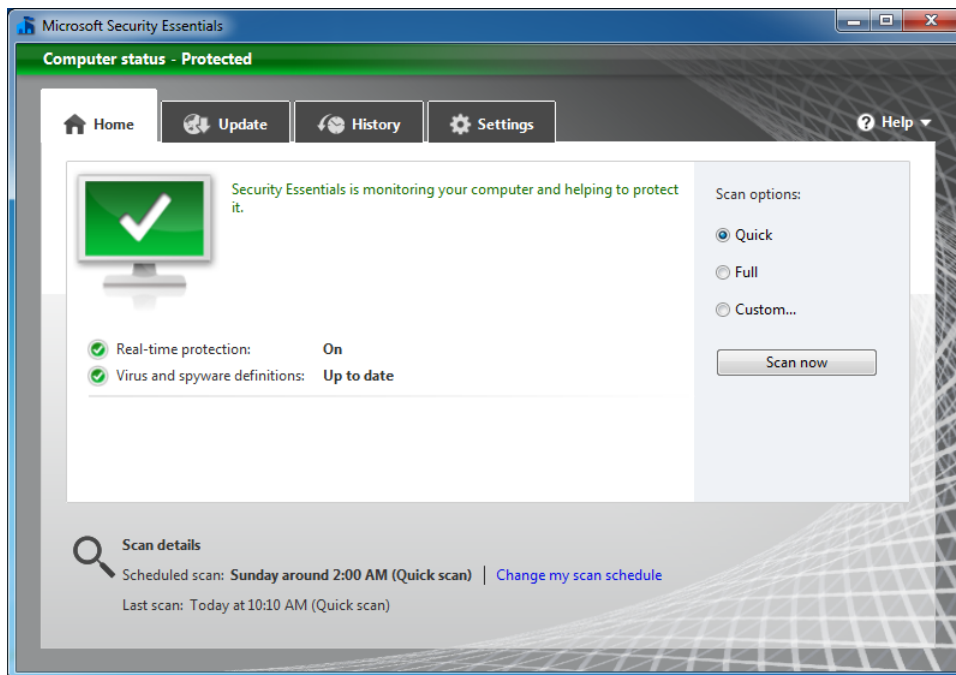 Microsoft Security Essentials
Computer status - Protected
Home
Update
History
Settings
Help
Security Essentials is monitoring your computer and helping to protect
it.
Scan options:
Quick
Full
Custom...
Scan now
Real-time protection: On
Virus and spyware definitions: Up to date
Scan details
Scheduled scan: Sunday around 2:00 AM (Quick scan) | Change my scan schedule
Last scan: Today at 10:10 AM (Quick scan)